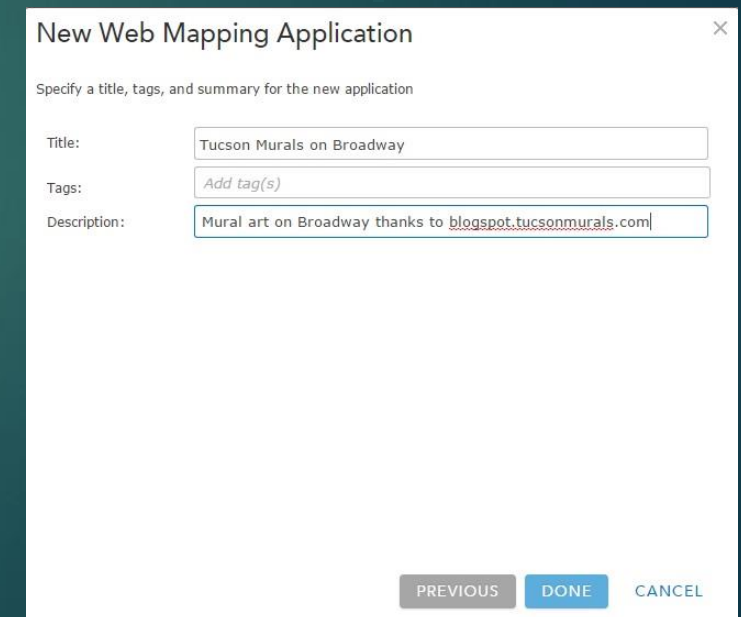 New Web Mapping Application
Specify a title, tags, and summary for the new application
Title: Tucson Murals on Broadway
Tags: Add tag(s)
Description: Mural art on Broadway thanks to blogspot.tucsonmurals.com
PREVIOUS DONE CANCEL